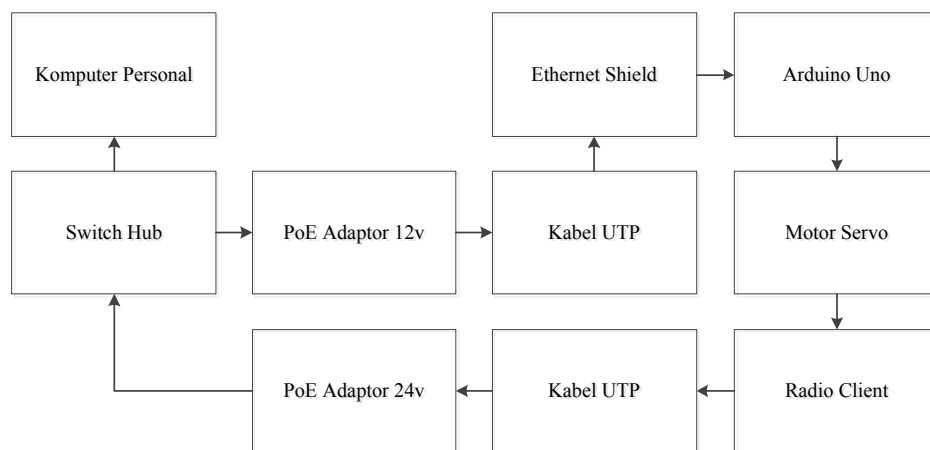 Komputer Personal
Ethernet Shield
Arduino Uno
Switch Hub
PoE Adaptor 12v
Kabel UTP
Motor Servo
PoE Adaptor 24v
Kabel UTP
Radio Client